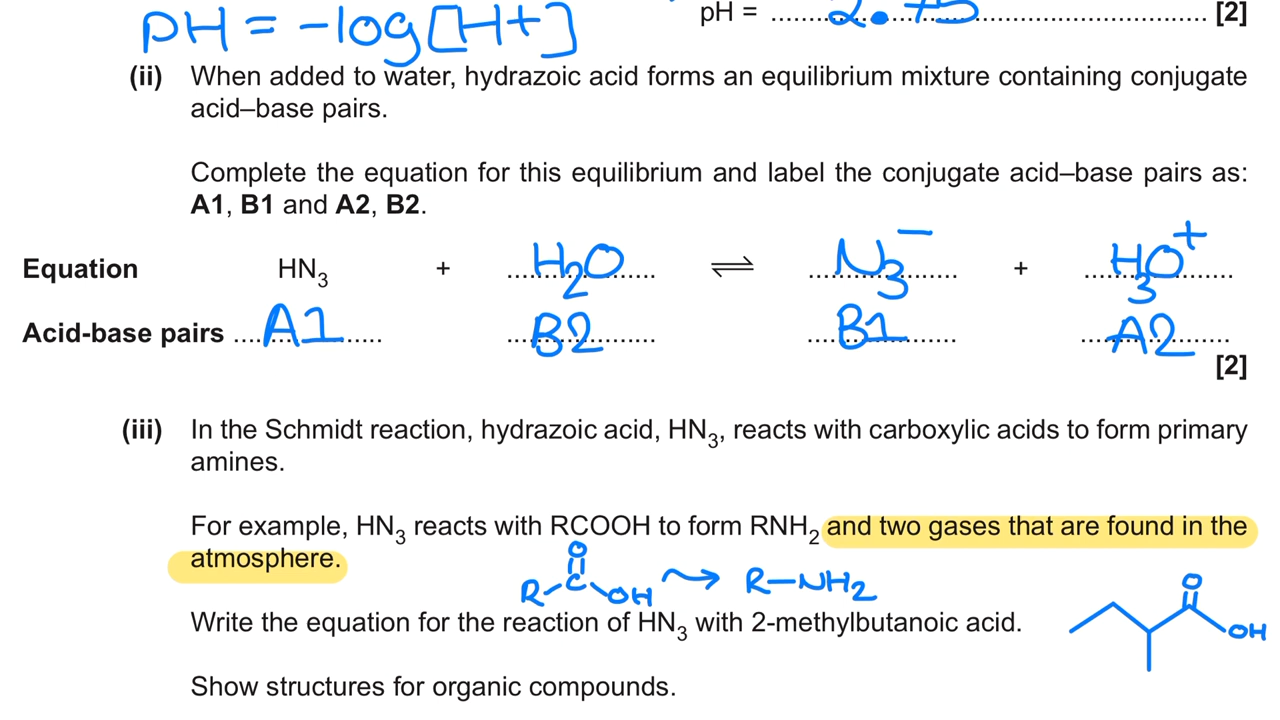 pH = -log[H+] pH = ........2.75........ [2]
(ii) When added to water, hydrazoic acid forms an equilibrium mixture containing conjugate
acid–base pairs.
Complete the equation for this equilibrium and label the conjugate acid–base pairs as:
A1, B1 and A2, B2.
Equation HN₃ + H₂O ⇌ N₃⁻ + H₃O⁺
Acid-base pairs ....A1.... ....B2.... ....B1.... ....A2....
[2]
(iii) In the Schmidt reaction, hydrazoic acid, HN₃, reacts with carboxylic acids to form primary
amines.
For example, HN₃ reacts with RCOOH to form RNH₂ and two gases that are found in the
atmosphere.
O
R-C OH → R-NH₂
Write the equation for the reaction of HN₃ with 2-methylbutanoic acid.
O
OH
Show structures for organic compounds.